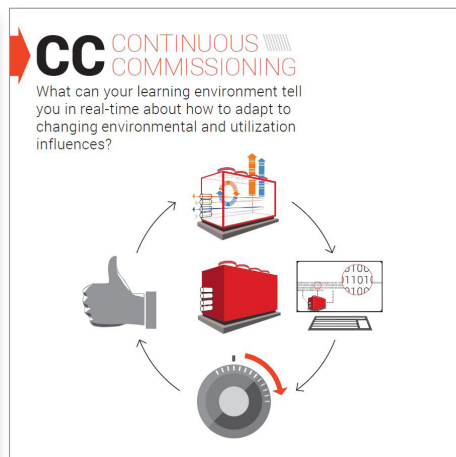 CC CONTINUOUS
COMMISSIONING
What can your learning environment tell
you in real-time about how to adapt to
changing environmental and utilization
influences?
0100
1101
0100